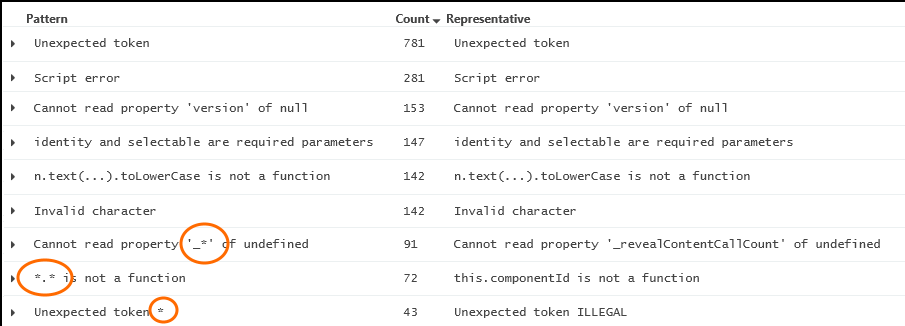 Pattern Count Representative
Unexpected token 781 Unexpected token
Script error 281 Script error
Cannot read property 'version' of null 153 Cannot read property 'version' of null
identity and selectable are required parameters 147 identity and selectable are required parameters
n.text(...).toLowerCase is not a function 142 n.text(...).toLowerCase is not a function
Invalid character 142 Invalid character
Cannot read property '_*' of undefined 91 Cannot read property '_revealContentCallCount' of undefined
*.* is not a function 72 this.componentId is not a function
Unexpected token * 43 Unexpected token ILLEGAL